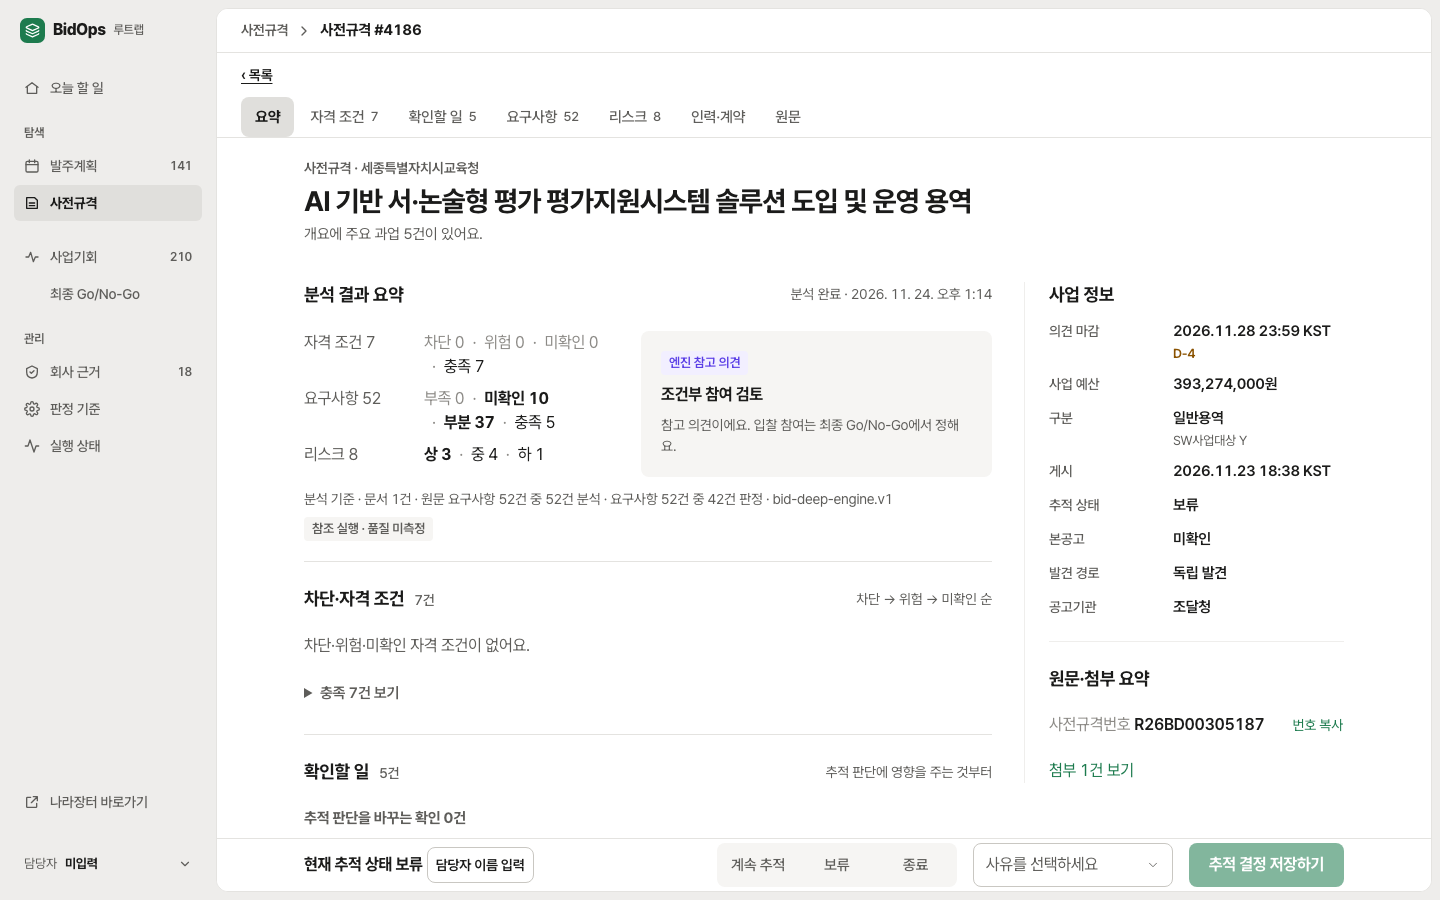 BidOps 루트랩
오늘 할 일
탐색
발주계획 141
사전규격
사업기회 210
최종 Go/No-Go
관리
회사 근거 18
판정 기준
실행 상태
나라장터 바로가기
담당자 미입력
사전규격 > 사전규격 #4186
‹ 목록
요약 자격 조건 7 확인할 일 5 요구사항 52 리스크 8 인력·계약 원문
사전규격 · 세종특별자치시교육청
AI 기반 서·논술형 평가 평가지원시스템 솔루션 도입 및 운영 용역
개요에 주요 과업 5건이 있어요.
분석 결과 요약 분석 완료 · 2026. 11. 24. 오후 1:14
자격 조건 7 차단 0 · 위험 0 · 미확인 0
· 충족 7
요구사항 52 부족 0 · 미확인 10
· 부분 37 · 충족 5
리스크 8 상 3 · 중 4 · 하 1
엔진 참고 의견
조건부 참여 검토
참고 의견이에요. 입찰 참여는 최종 Go/No-Go에서 정해
요.
분석 기준 · 문서 1건 · 원문 요구사항 52건 중 52건 분석 · 요구사항 52건 중 42건 판정 · bid-deep-engine.v1
참조 실행 · 품질 미측정
차단·자격 조건 7건 차단 → 위험 → 미확인 순
차단·위험·미확인 자격 조건이 없어요.
▶ 충족 7건 보기
확인할 일 5건 추적 판단에 영향을 주는 것부터
추적 판단을 바꾸는 확인 0건
사업 정보
의견 마감 2026.11.28 23:59 KST
D-4
사업 예산 393,274,000원
구분 일반용역
SW사업대상 Y
게시 2026.11.23 18:38 KST
추적 상태 보류
본공고 미확인
발견 경로 독립 발견
공고기관 조달청
원문·첨부 요약
사전규격번호 R26BD00305187 번호 복사
첨부 1건 보기
현재 추적 상태 보류 담당자 이름 입력 계속 추적 보류 종료 사유를 선택하세요 추적 결정 저장하기